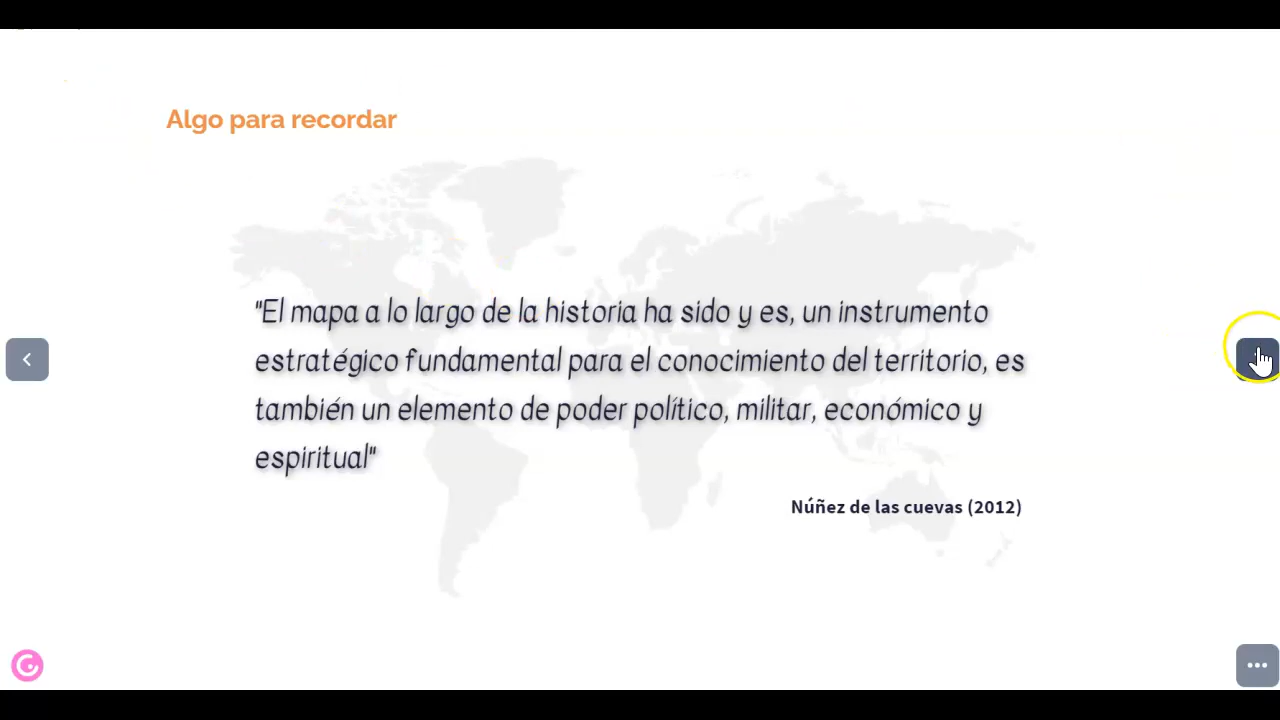 Algo para recordar
"El mapa a lo largo de la historia ha sido y es, un instrumento
estratégico fundamental para el conocimiento del territorio, es
también un elemento de poder político, militar, económico y
espiritual"
Núñez de las cuevas (2012)